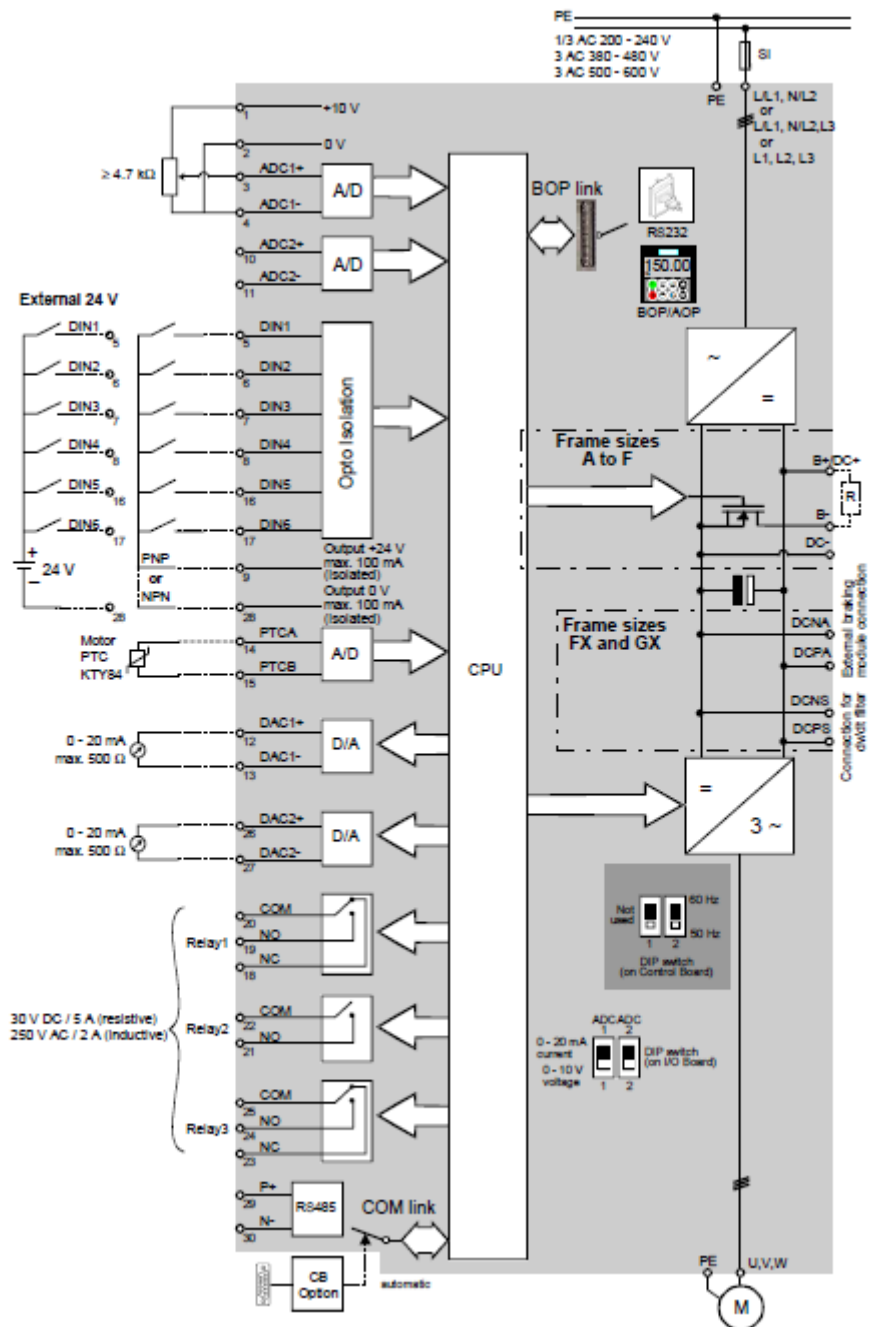 PE
1/3 AC 200 - 240 V
3 AC 380 - 480 V
3 AC 500 - 600 V
SI
PE
L/L1, N/L2
or
L/L1, N/L2,L3
or
L1, L2, L3
1
+10 V
2
0 V
≥ 4.7 kΩ
ADC1+
3
ADC1-
4
A/D
ADC2+
10
ADC2-
11
A/D
BOP link
RS232
150.00
BOP/AOP
External 24 V
DIN1
5
DIN1
5
DIN2
6
DIN2
6
DIN3
7
DIN3
7
DIN4
8
DIN4
8
DIN5
16
DIN5
16
DIN6
17
DIN6
17
Opto Isolation
~
=
Frame sizes
A to F
B+/DC+
R
B-
DC-
+
–
24 V
PNP
or
NPN
28
Output +24 V
max. 100 mA
(isolated)
9
Output 0 V
max. 100 mA
(isolated)
28
Motor
PTC
KTY84
PTCA
14
PTCB
15
A/D
CPU
Frame sizes
FX and GX
DCNA
DCPA
DCNS
DCPS
External braking
module connection
Connection for
dv/dt filter
0 - 20 mA
max. 500 Ω
DAC1+
12
DAC1-
13
D/A
0 - 20 mA
max. 500 Ω
DAC2+
26
DAC2-
27
D/A
=
3 ~
Not
used
60 Hz
50 Hz
1
2
DIP switch
(on Control Board)
30 V DC / 5 A (resistive)
250 V AC / 2 A (inductive)
Relay1
COM
20
NO
19
NC
18
Relay2
COM
22
NO
21
Relay3
COM
25
NO
24
NC
23
ADC ADC
1 2
0 - 20 mA
current
0 - 10 V
voltage
1 2
DIP switch
(on I/O Board)
P+
29
N-
30
RS485
COM link
CB
Option
automatic
PE
U,V,W
M